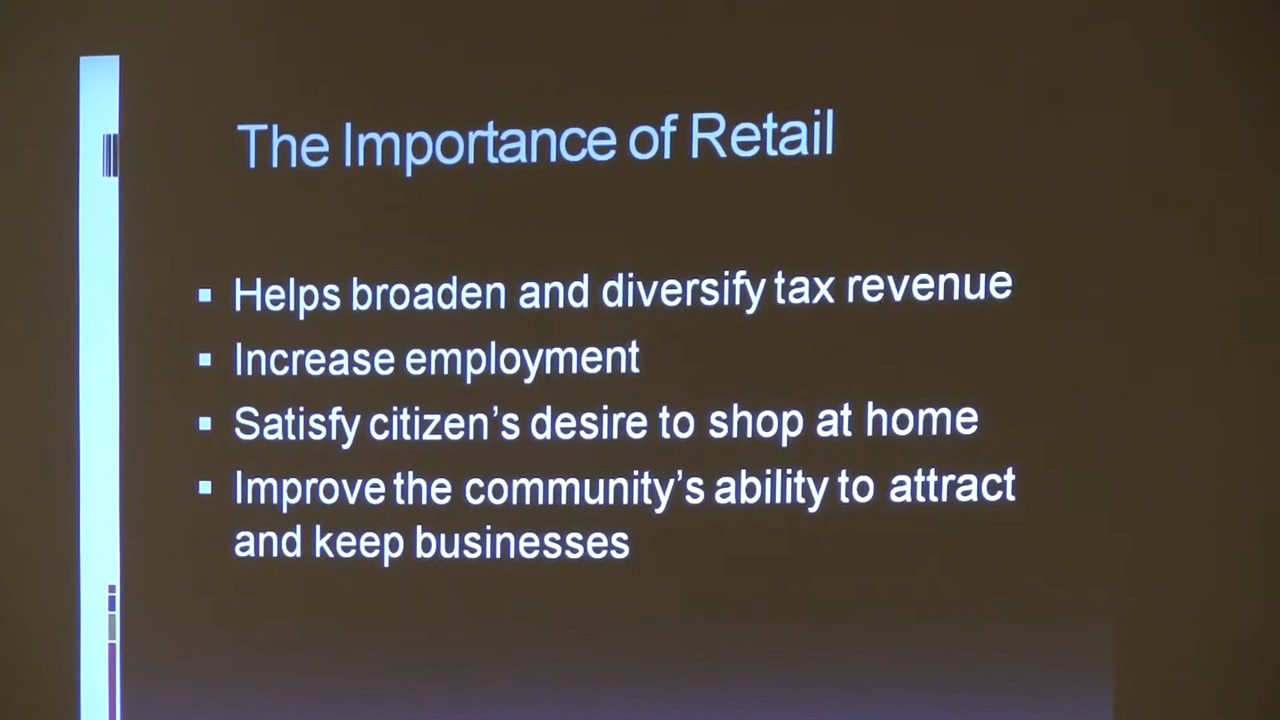 The Importance of Retail
▪ Helps broaden and diversify tax revenue
▪ Increase employment
▪ Satisfy citizen’s desire to shop at home
▪ Improve the community’s ability to attract
and keep businesses